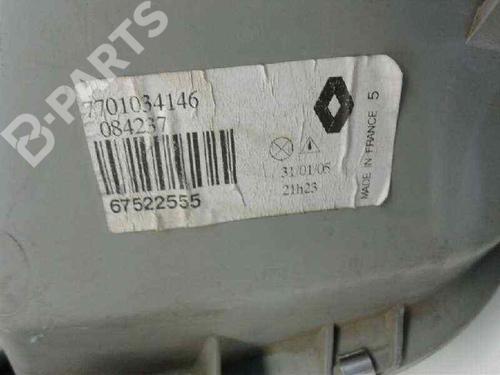 B-PARTS
7701034146
084237
67522555
31/01/05
21h23
MADE IN FRANCE 5